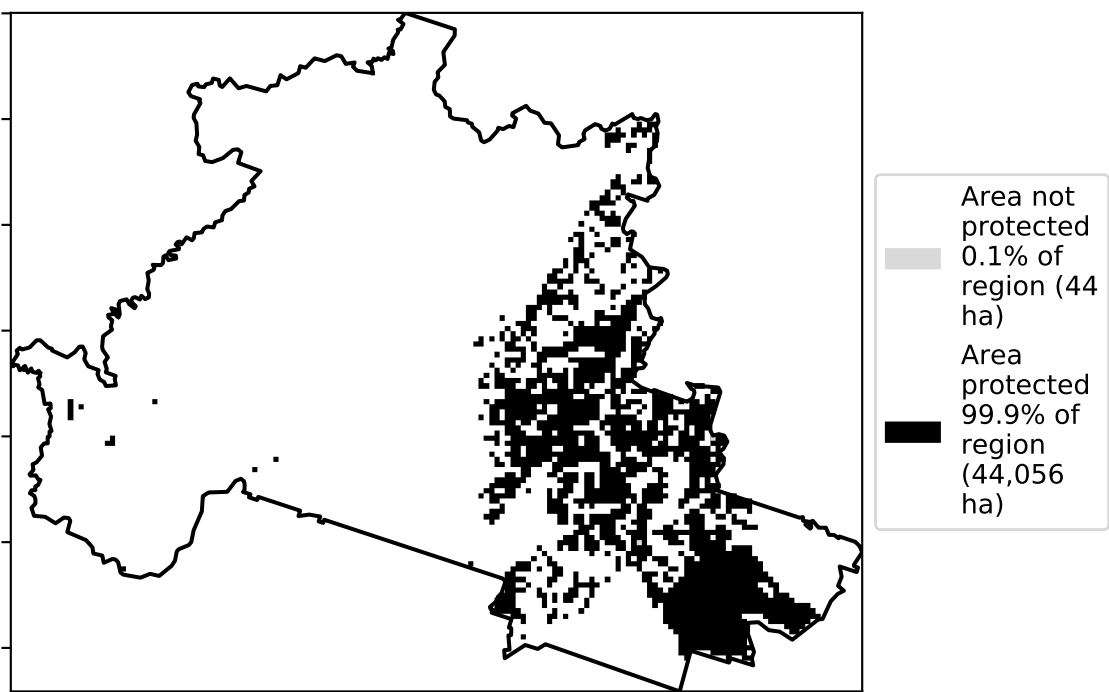 Area not
protected
0.1% of
region (44
ha)
Area
protected
99.9% of
region
(44,056
ha)